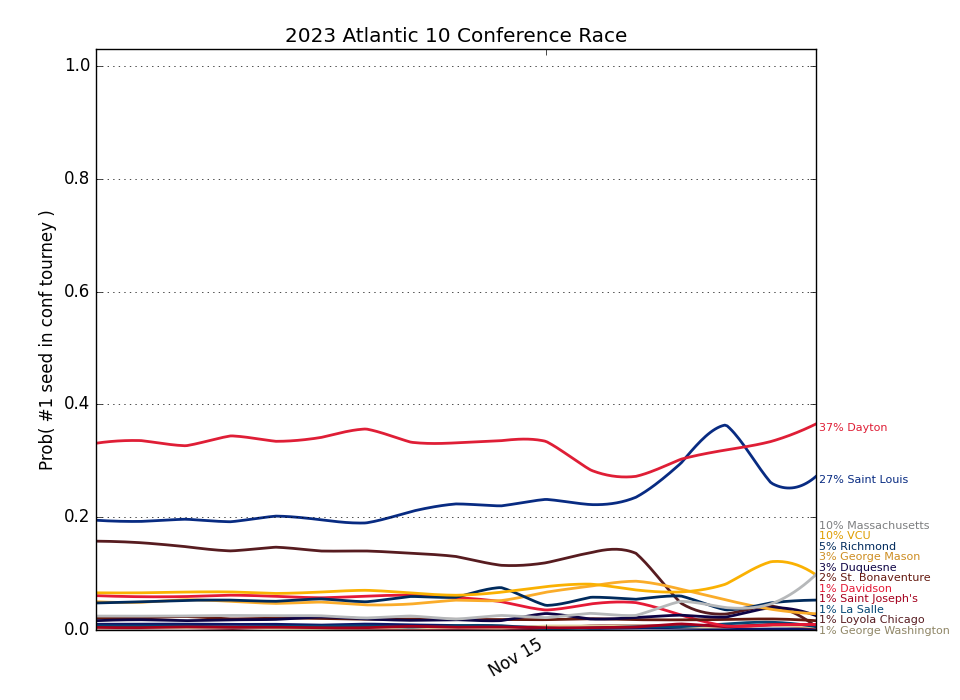 2023 Atlantic 10 Conference Race
Prob( #1 seed in conf tourney )
1.0
0.8
0.6
0.4
0.2
0.0
Nov 15
37% Dayton
27% Saint Louis
10% Massachusetts
10% VCU
5% Richmond
3% George Mason
3% Duquesne
2% St. Bonaventure
1% Davidson
1% Saint Joseph's
1% La Salle
1% Loyola Chicago
1% George Washington